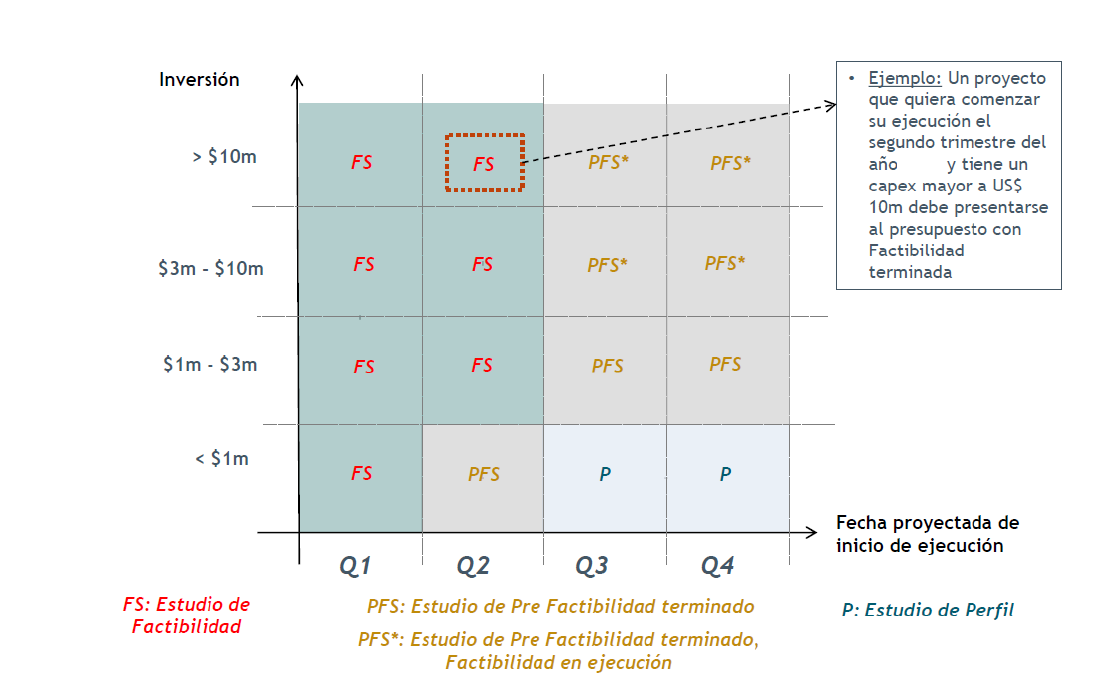 Inversión
• Ejemplo: Un proyecto
que quiera comenzar
su ejecución el
segundo trimestre del
año y tiene un
capex mayor a US$
10m debe presentarse
al presupuesto con
Factibilidad
terminada
> $10m
FS
FS
PFS*
PFS*
$3m - $10m
FS
FS
PFS*
PFS*
$1m - $3m
FS
FS
PFS
PFS
< $1m
FS
PFS
P
P
Fecha proyectada de
inicio de ejecución
Q1
Q2
Q3
Q4
FS: Estudio de
Factibilidad
PFS: Estudio de Pre Factibilidad terminado
PFS*: Estudio de Pre Factibilidad terminado,
Factibilidad en ejecución
P: Estudio de Perfil